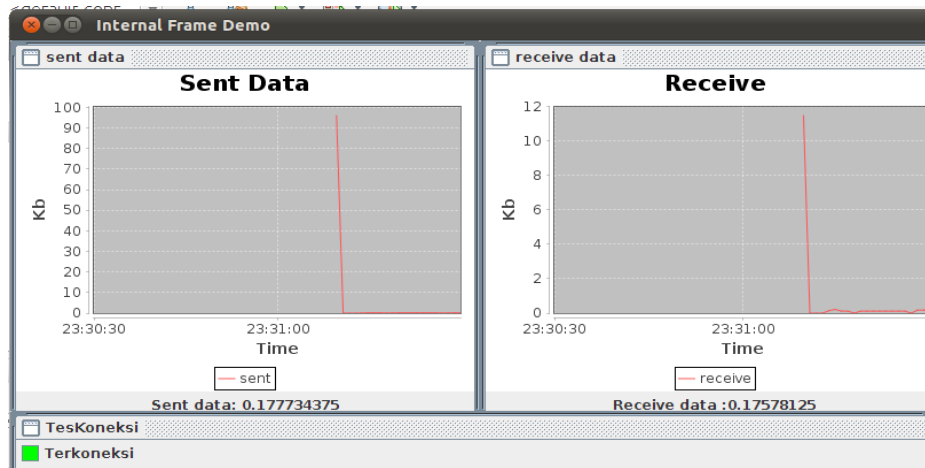 Internal Frame Demo
sent data
Sent Data
100
90
80
70
60
50
40
30
20
10
0
Kb
23:30:30
23:31:00
Time
sent
Sent data: 0.177734375
receive data
Receive
12
10
8
6
4
2
0
Kb
23:30:30
23:31:00
Time
receive
Receive data :0.17578125
TesKoneksi
Terkoneksi